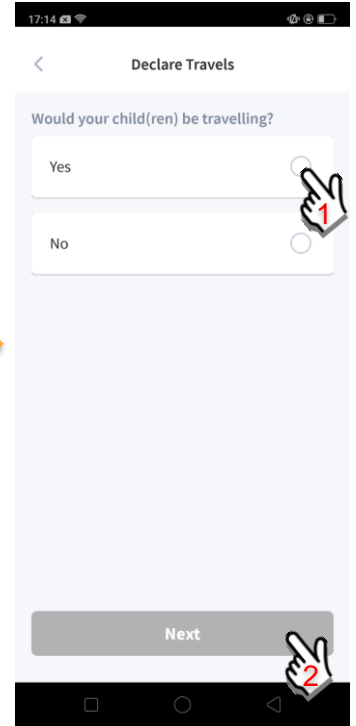 17:14
Declare Travels
Would your child(ren) be travelling?
Yes
1
No
Next
2